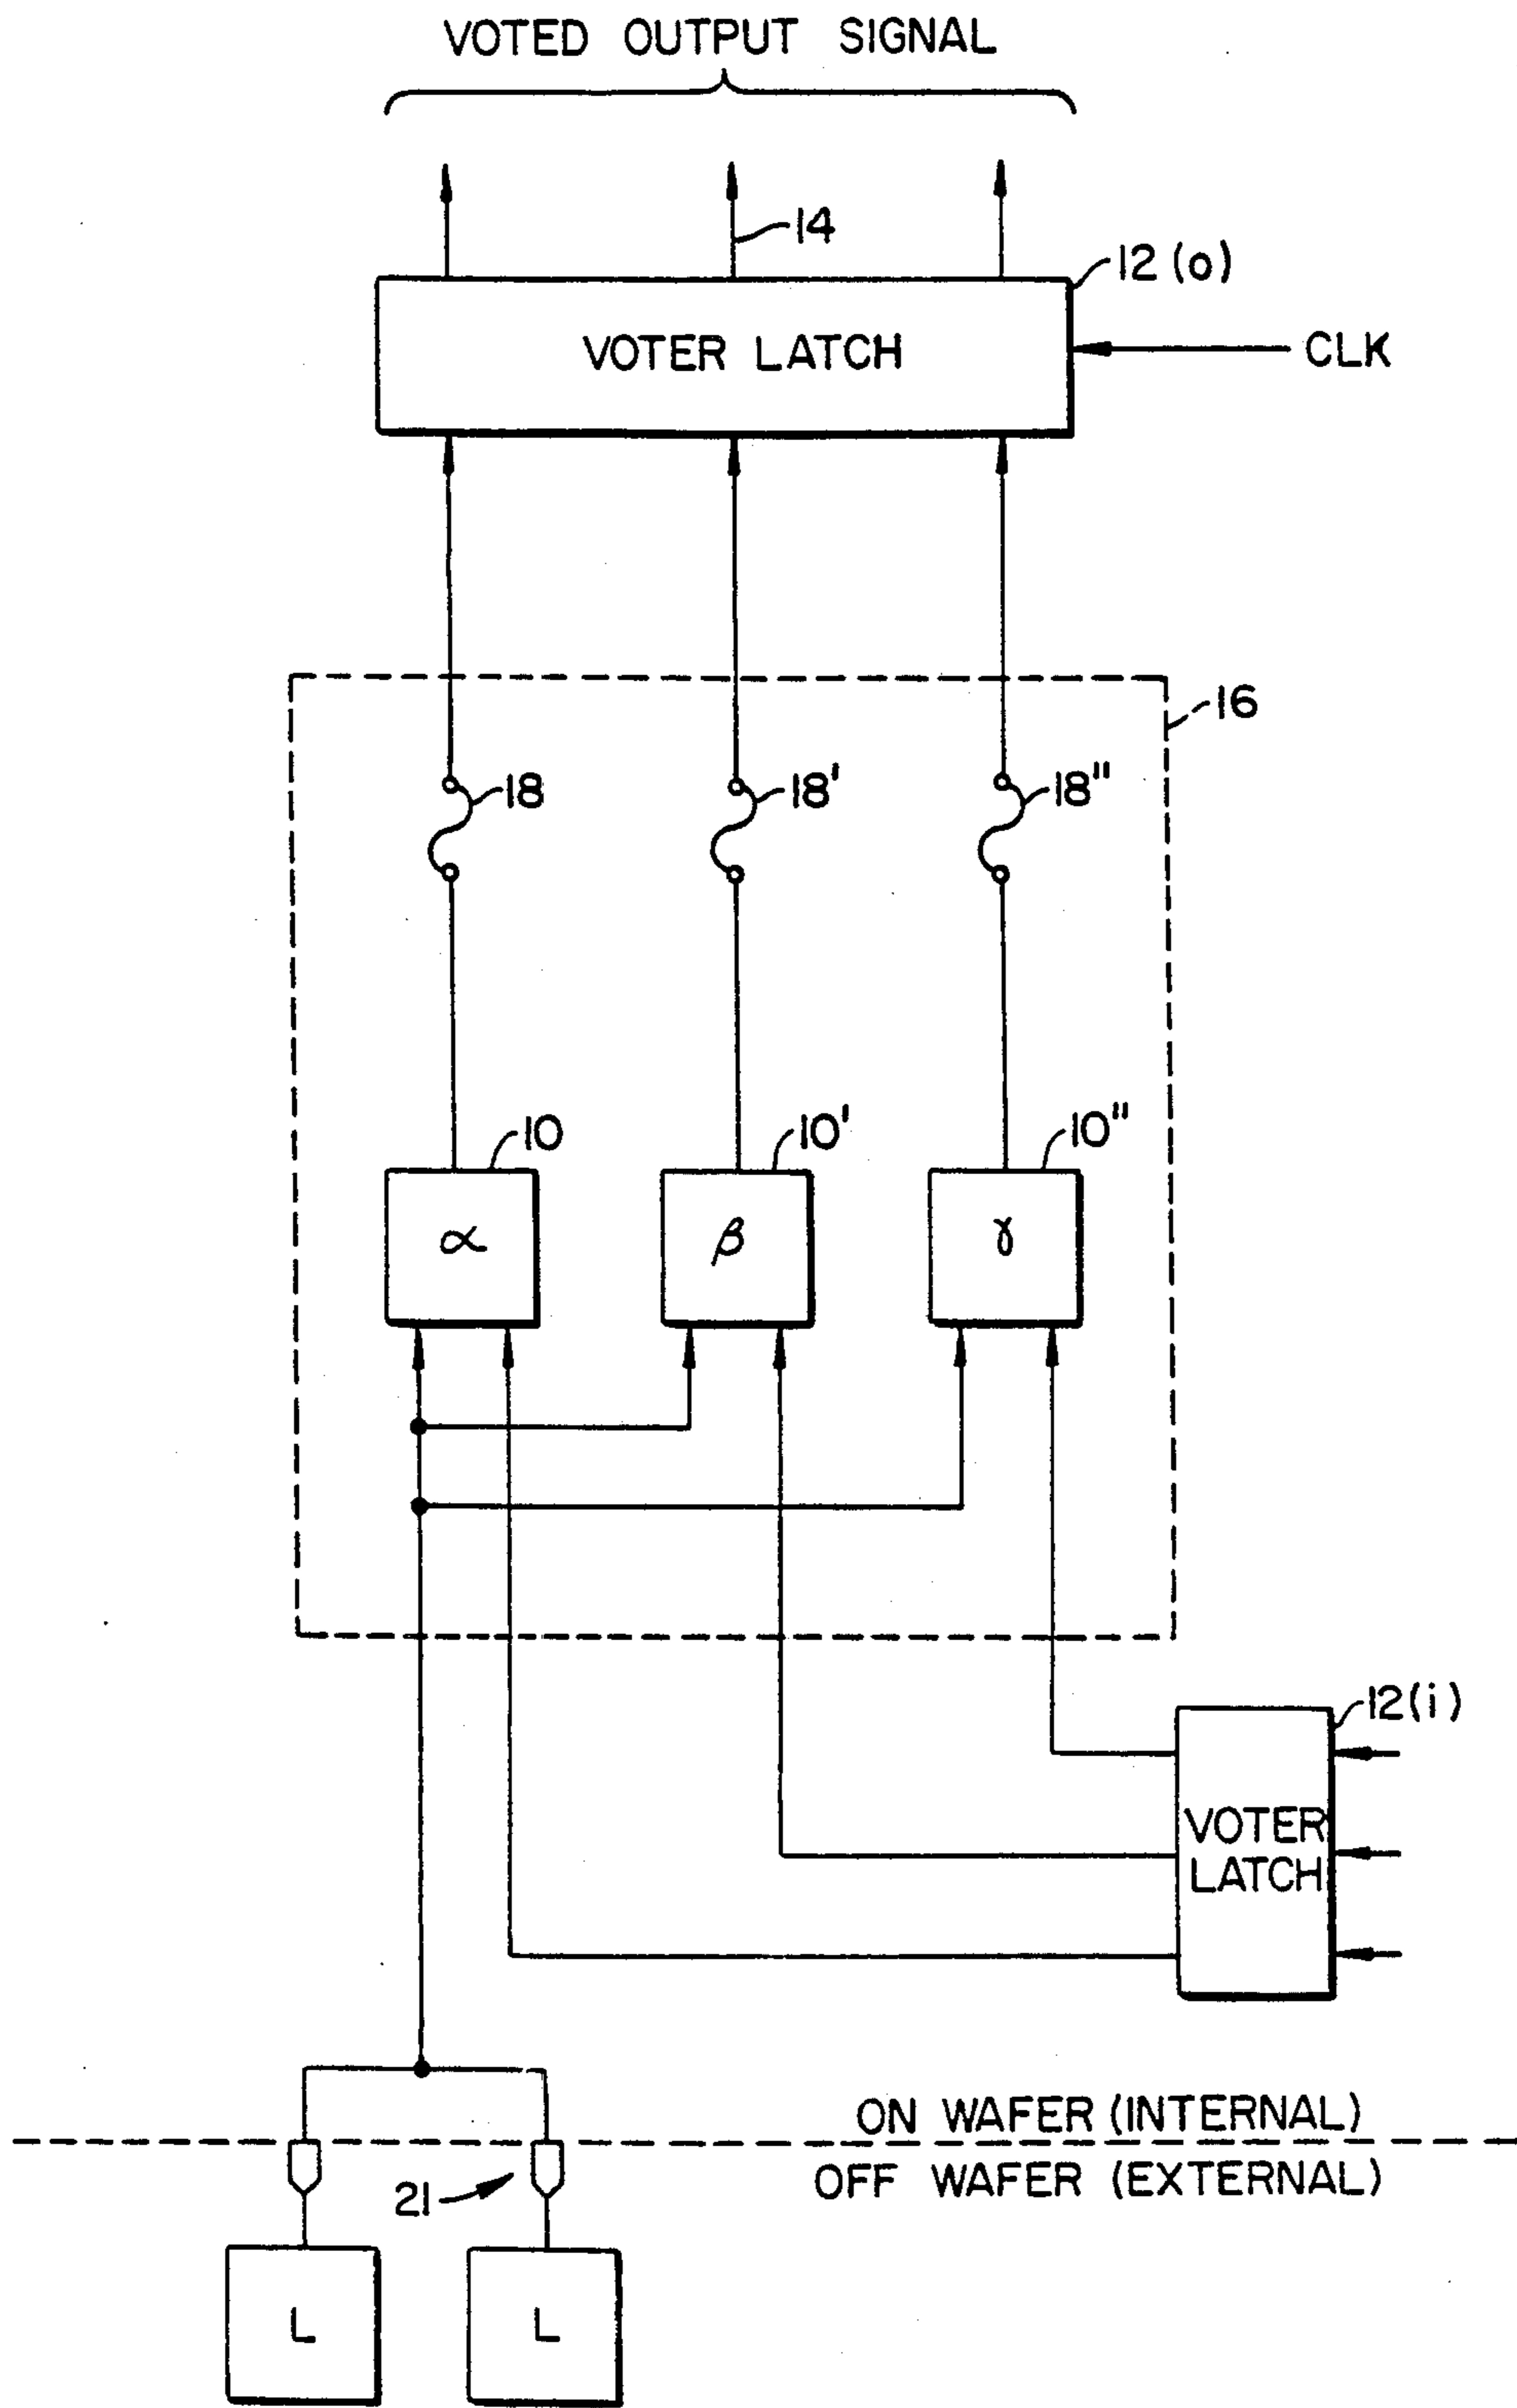 VOTED OUTPUT SIGNAL
14
12(o)
VOTER LATCH
CLK
16
18
18'
18"
10
10'
10"
α
β
γ
12(i)
VOTER
LATCH
ON WAFER (INTERNAL)
OFF WAFER (EXTERNAL)
21
L
L